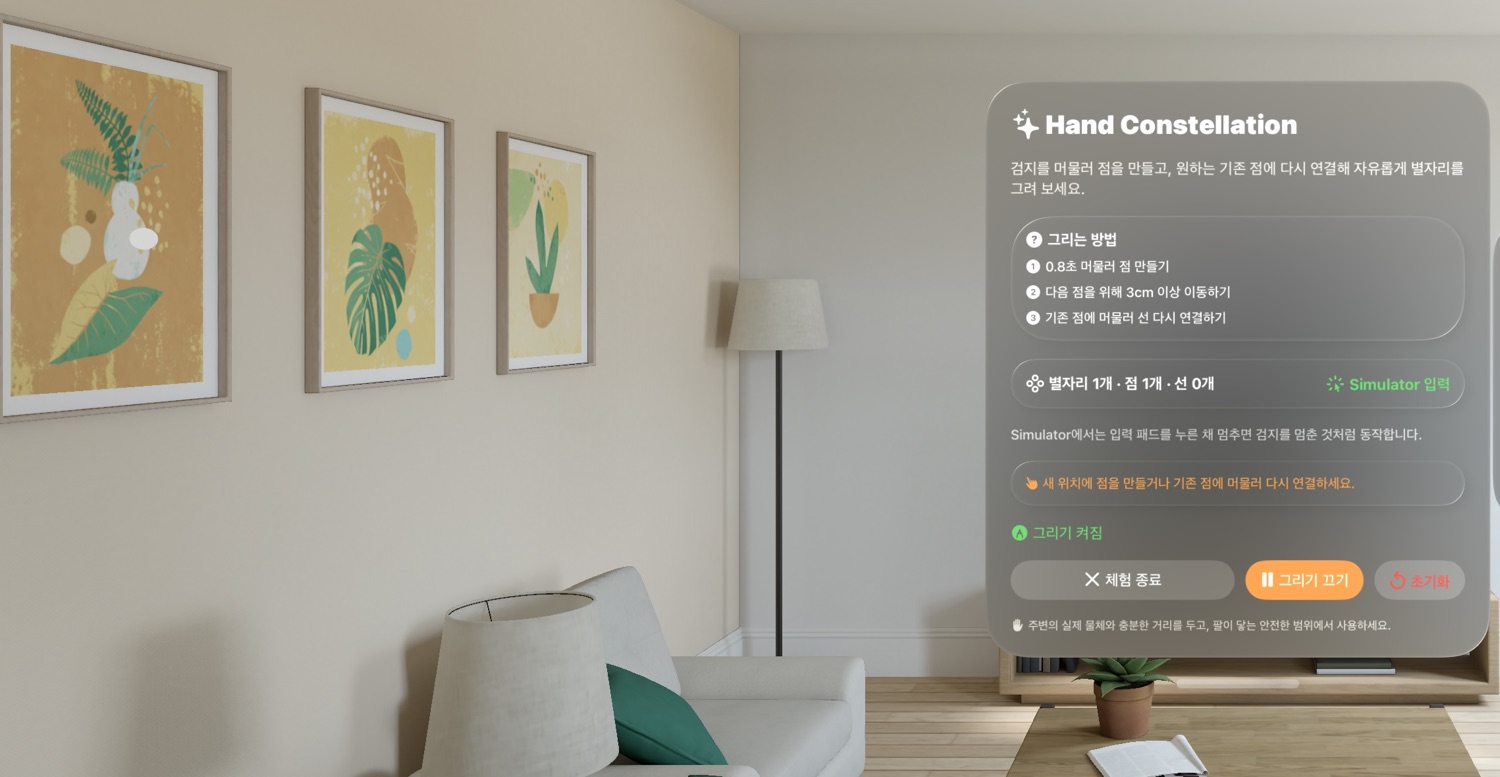 Hand Constellation
검지를 머물러 점을 만들고, 원하는 기존 점에 다시 연결해 자유롭게 별자리를
그려 보세요.
그리는 방법
1 0.8초 머물러 점 만들기
2 다음 점을 위해 3cm 이상 이동하기
3 기존 점에 머물러 선 다시 연결하기
별자리 1개 · 점 1개 · 선 0개 Simulator 입력
Simulator에서는 입력 패드를 누른 채 멈추면 검지를 멈춘 것처럼 동작합니다.
새 위치에 점을 만들거나 기존 점에 머물러 다시 연결하세요.
그리기 켜짐
체험 종료 그리기 끄기 초기화
주변의 실제 물체와 충분한 거리를 두고, 팔이 닿는 안전한 범위에서 사용하세요.